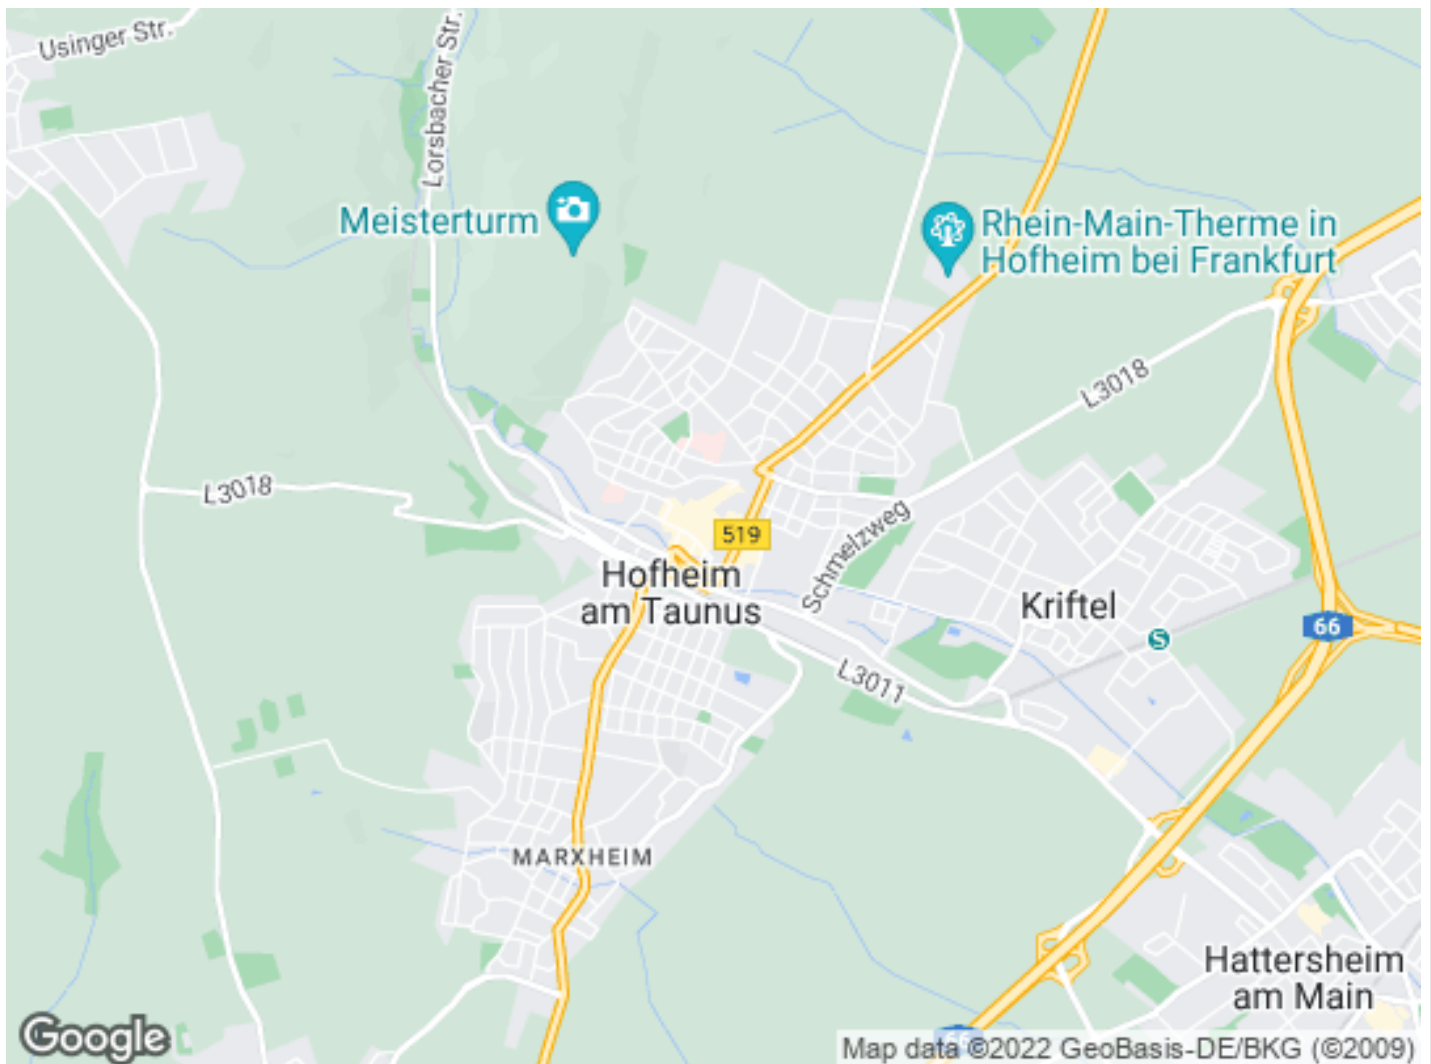 Usinger Str.
Lorsbacher Str.
Meisterturm
Rhein-Main-Therme in
Hofheim bei Frankfurt
L3018
L3018
519
Schmelzweg
Hofheim
am Taunus
Kriftel
S
66
L3011
MARXHEIM
Hattersheim
am Main
66
Google
Map data ©2022 GeoBasis-DE/BKG (©2009)